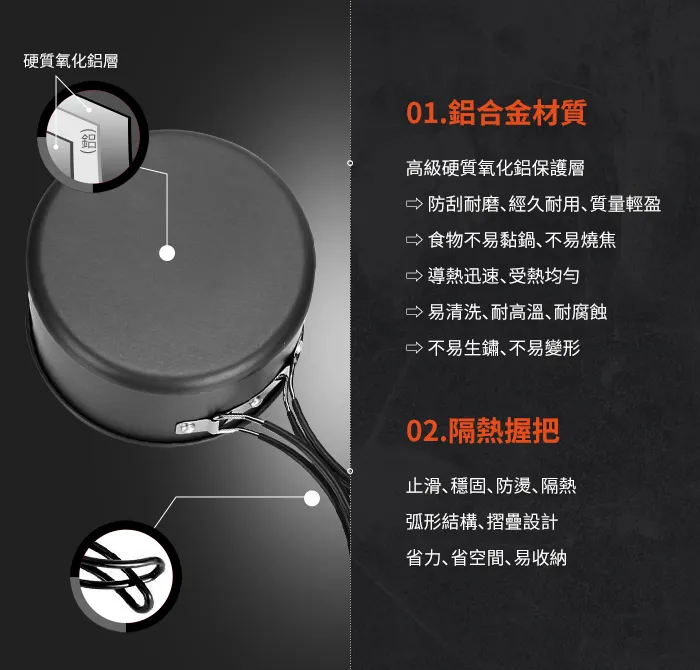 硬質氧化鋁層
(鋁)
01.鋁合金材質
高級硬質氧化鋁保護層
⇨ 防刮耐磨、經久耐用、質量輕盈
⇨ 食物不易黏鍋、不易燒焦
⇨ 導熱迅速、受熱均勻
⇨ 易清洗、耐高溫、耐腐蝕
⇨ 不易生鏽、不易變形
02.隔熱握把
止滑、穩固、防燙、隔熱
弧形結構、摺疊設計
省力、省空間、易收納